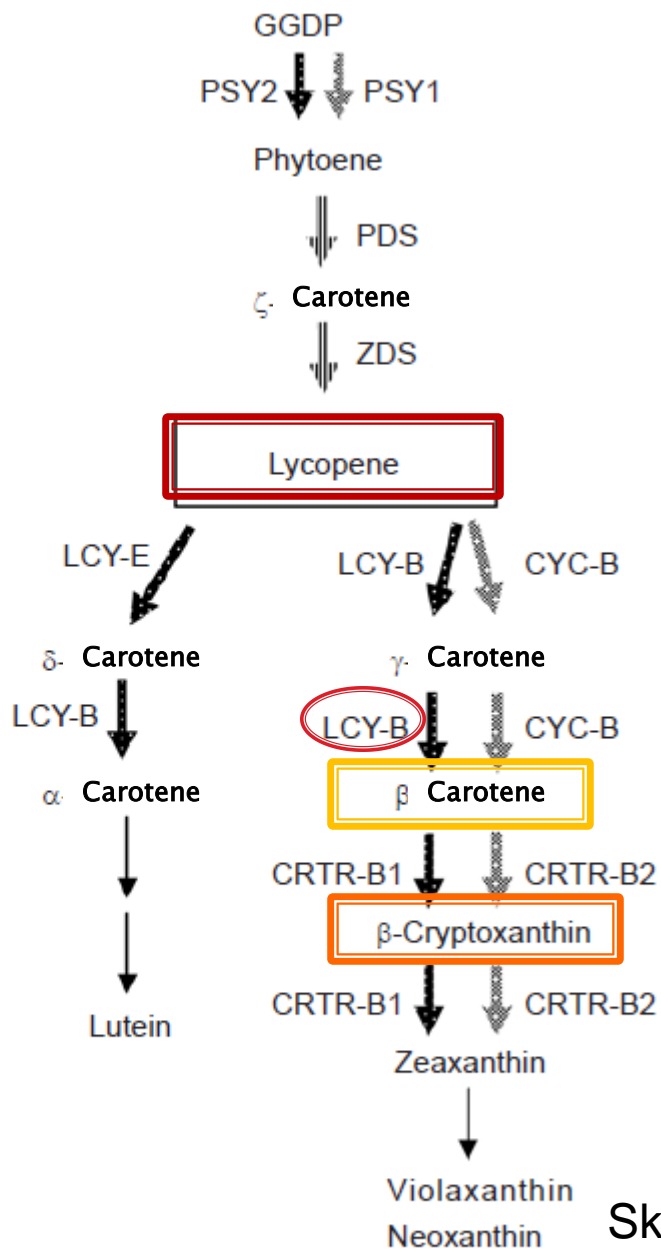 GGDP
PSY2 PSY1
Phytoene
PDS
ζ- Carotene
ZDS
Lycopene
LCY-E LCY-B CYC-B
δ- Carotene γ- Carotene
LCY-B LCY-B CYC-B
α- Carotene β Carotene
CRTR-B1 CRTR-B2
β-Cryptoxanthin
CRTR-B1 CRTR-B2
Lutein
Zeaxanthin
Violaxanthin
Neoxanthin Sk